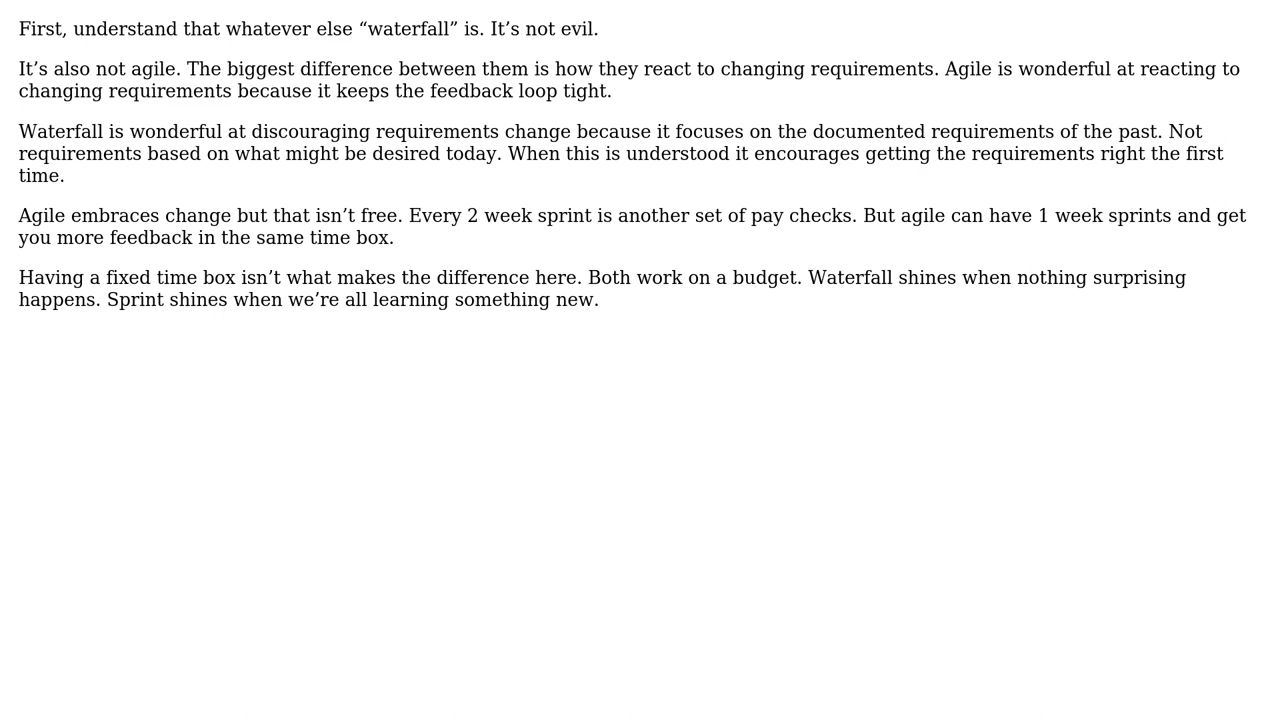 First, understand that whatever else “waterfall” is. It’s not evil.
It’s also not agile. The biggest difference between them is how they react to changing requirements. Agile is wonderful at reacting to
changing requirements because it keeps the feedback loop tight.
Waterfall is wonderful at discouraging requirements change because it focuses on the documented requirements of the past. Not
requirements based on what might be desired today. When this is understood it encourages getting the requirements right the first
time.
Agile embraces change but that isn’t free. Every 2 week sprint is another set of pay checks. But agile can have 1 week sprints and get
you more feedback in the same time box.
Having a fixed time box isn’t what makes the difference here. Both work on a budget. Waterfall shines when nothing surprising
happens. Sprint shines when we’re all learning something new.